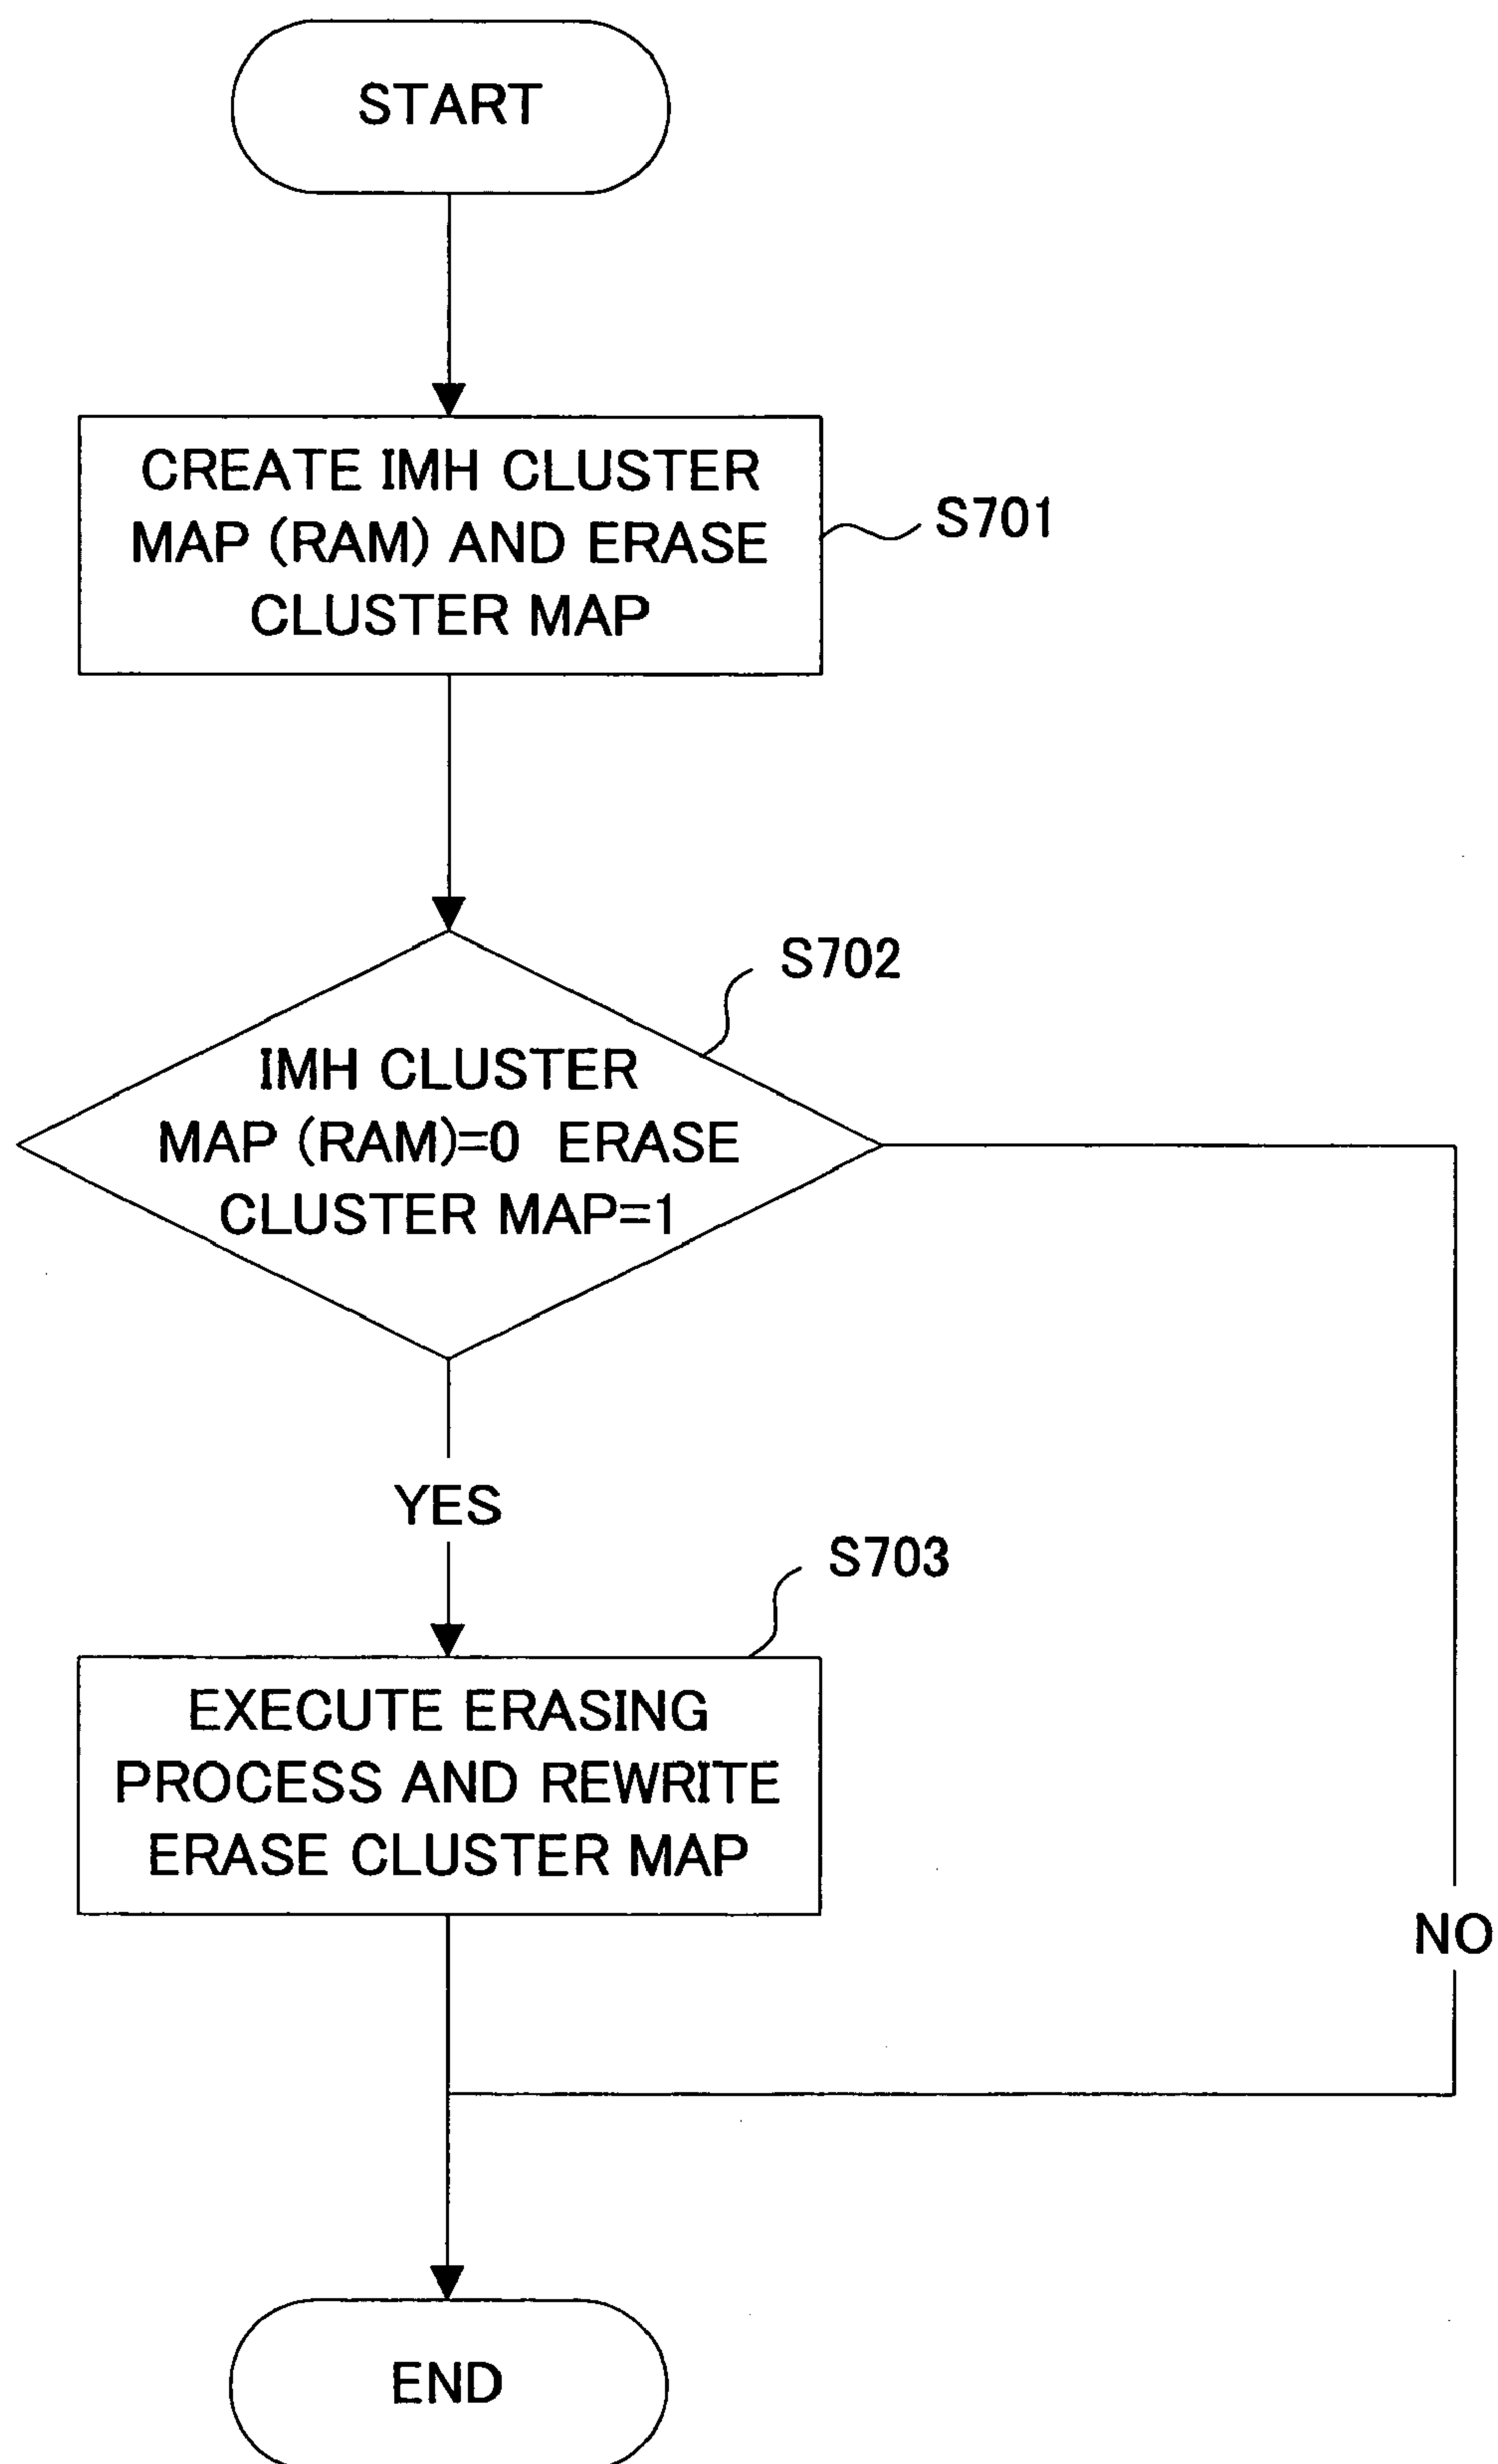 START
CREATE IMH CLUSTER
MAP (RAM) AND ERASE
CLUSTER MAP
S701
S702
IMH CLUSTER
MAP (RAM)=0 ERASE
CLUSTER MAP=1
YES
S703
EXECUTE ERASING
PROCESS AND REWRITE
ERASE CLUSTER MAP
NO
END